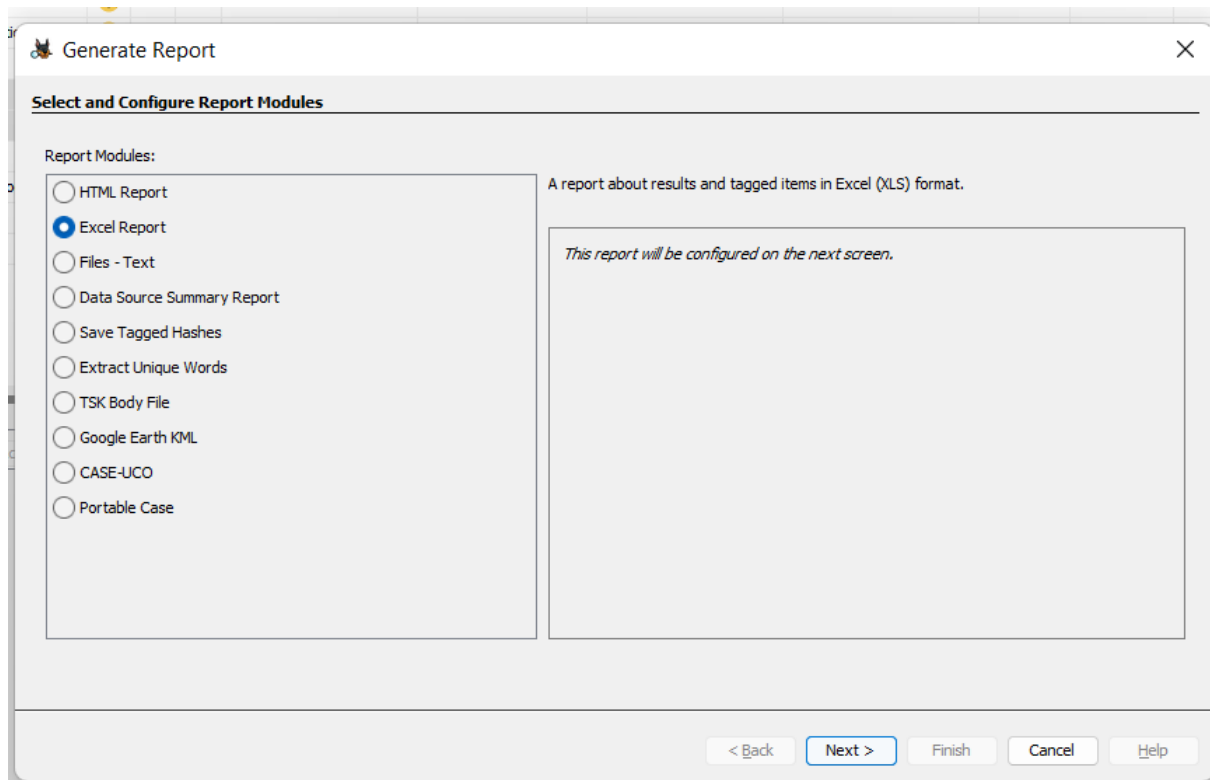 Generate Report
Select and Configure Report Modules
Report Modules:
HTML Report
Excel Report
Files - Text
Data Source Summary Report
Save Tagged Hashes
Extract Unique Words
TSK Body File
Google Earth KML
CASE-UCO
Portable Case
A report about results and tagged items in Excel (XLS) format.
This report will be configured on the next screen.
< Back Next > Finish Cancel Help